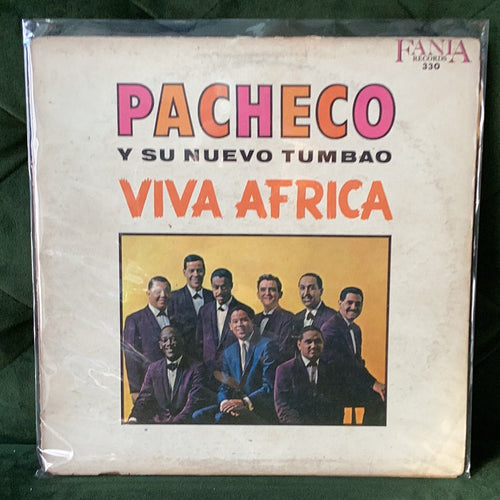 FANIA
RECORDS
330
PACHECO
Y SU NUEVO TUMBAO
VIVA AFRICA